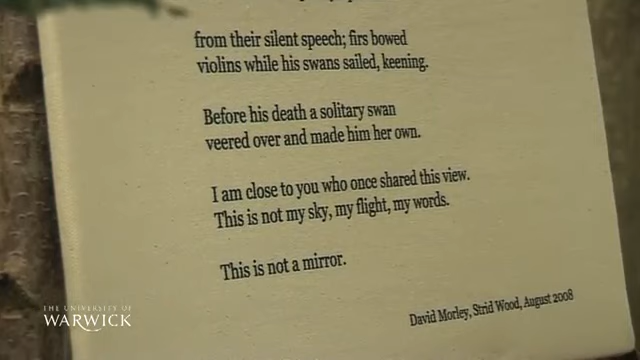 from their silent speech; firs bowed
violins while his swans sailed, keening.
Before his death a solitary swan
veered over and made him her own.
I am close to you who once shared this view.
This is not my sky, my flight, my words.
This is not a mirror.
David Morley, Strid Wood, August 2008
THE UNIVERSITY OF
WARWICK